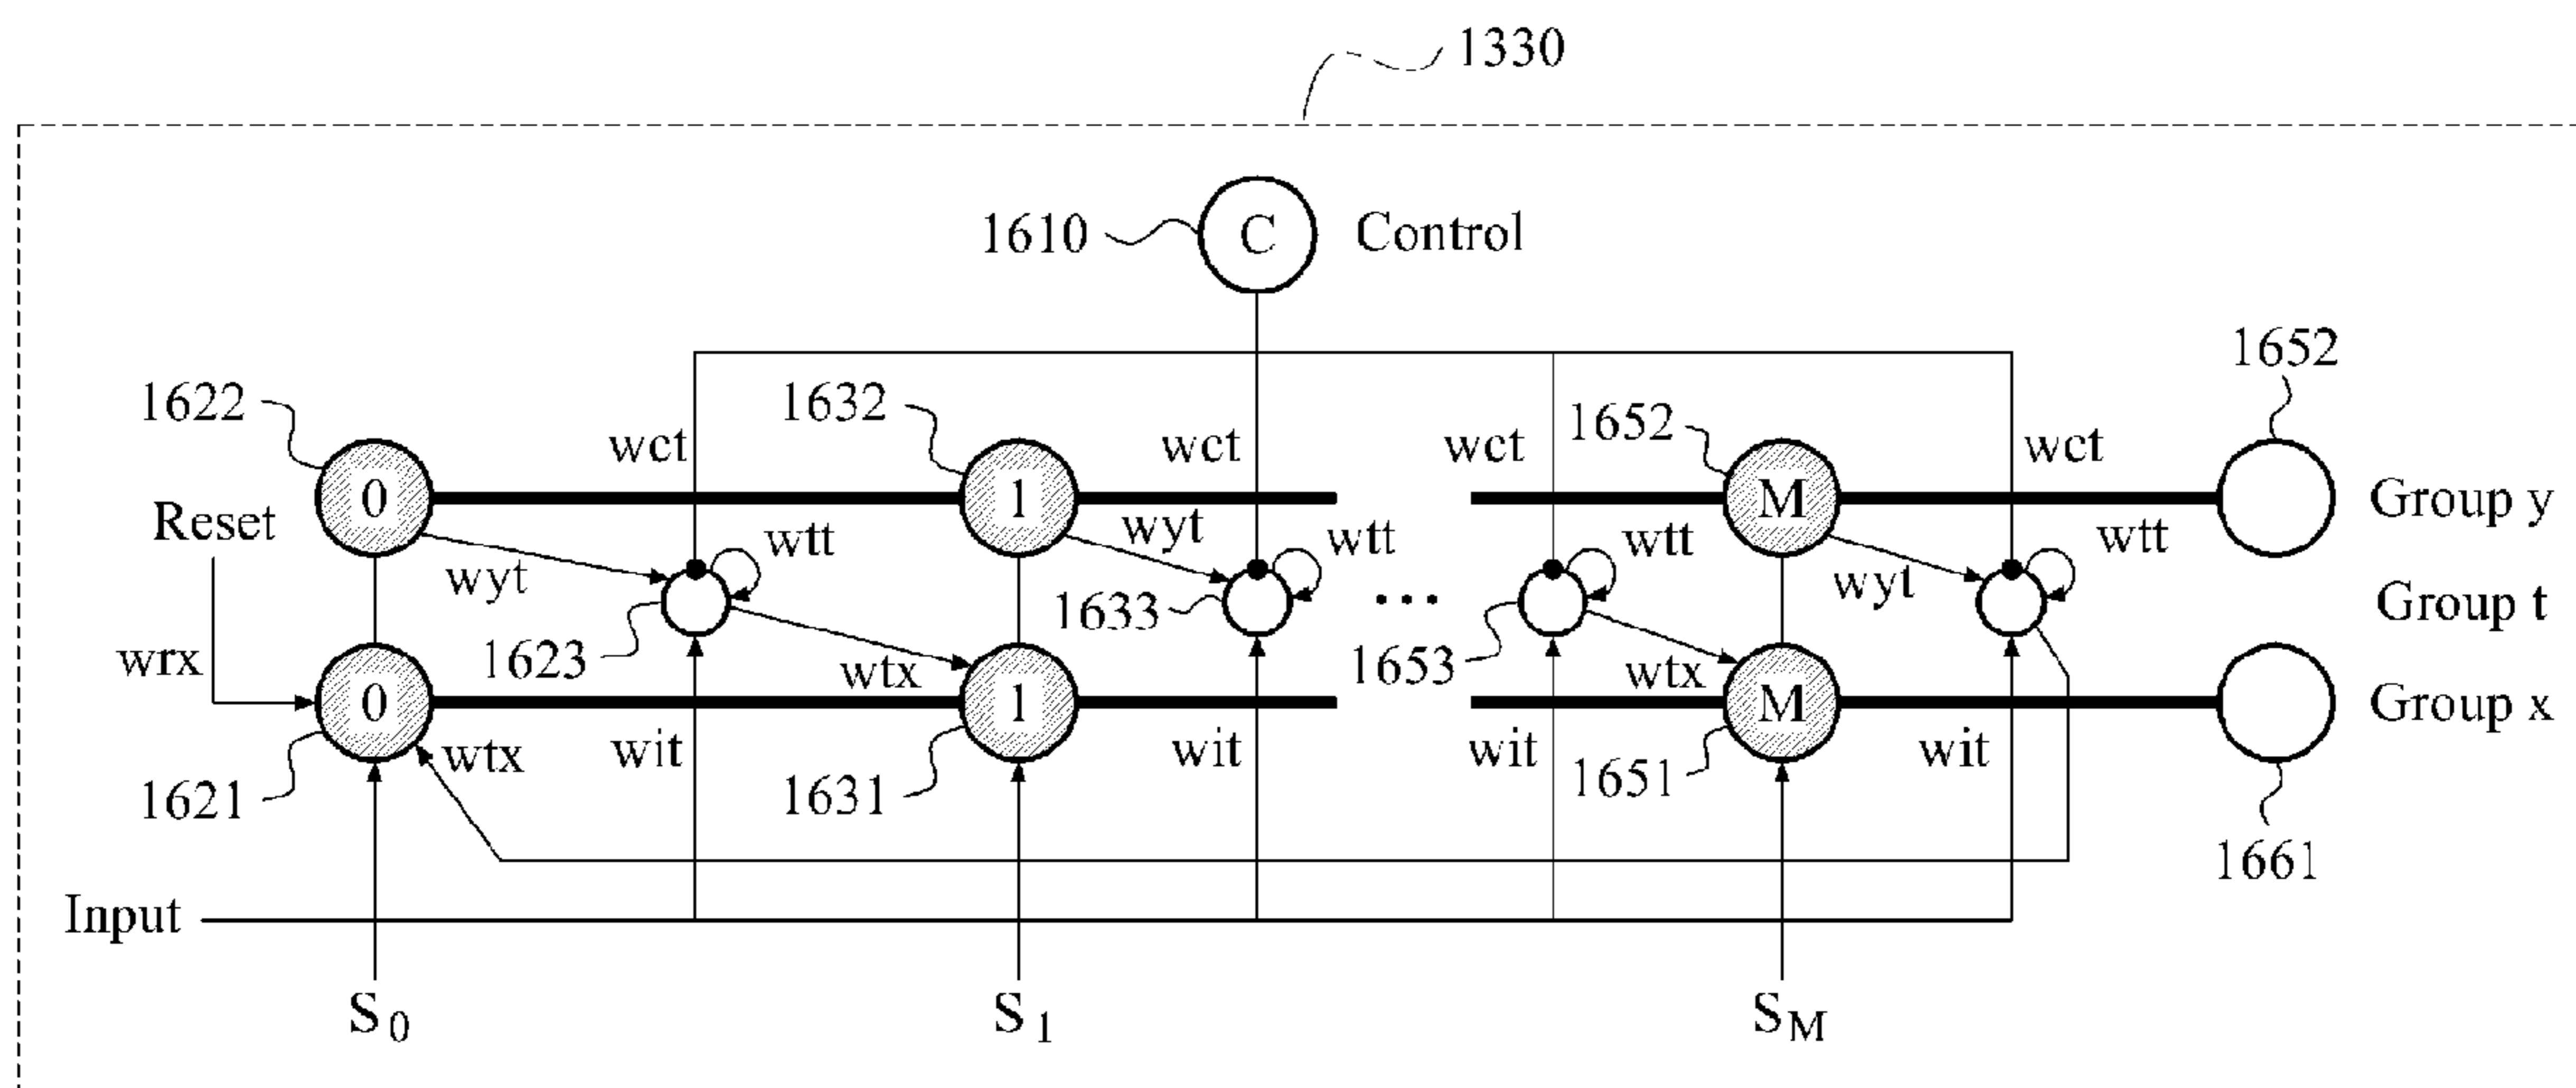 1330
1610 C Control
1652
1622 1632 1652
wct wct wct wct
0 1 M Group y
Reset wtt wyt wtt wtt wtt
wyt wyt
1633 ... Group t
wrx 1623 wtx 1653 wtx
0 1 M Group x
wtx wit wit wit wit
1621 1631 1651
1661
Input
S0 S1 SM